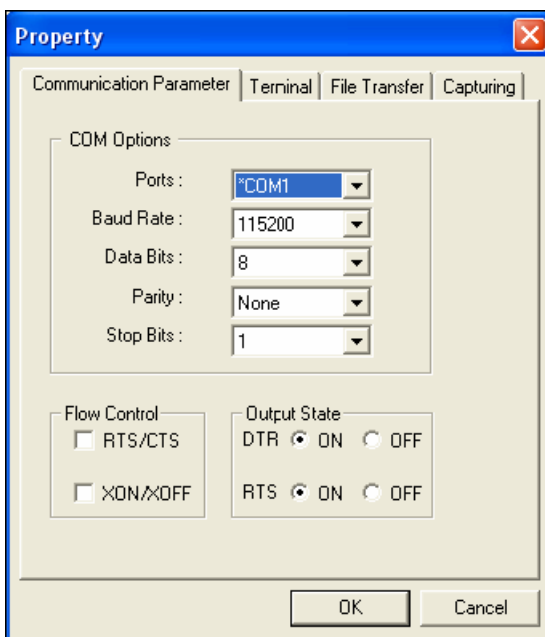 Property
Communication Parameter Terninal File Transfer Capturing
COM Options
Ports : *COM1
Baud Rate : 115200
Data Bits : 8
Parity : None
Stop Bits : 1
Flow Control Output State
RTS/CTS DTR ON OFF
XON/XOFF RTS ON OFF
OK Cancel